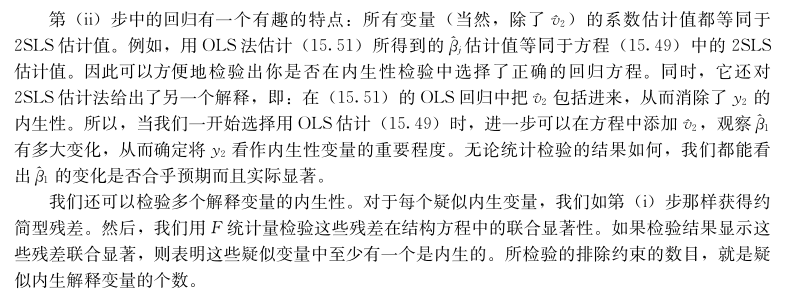 第（ii）步中的回归有一个有趣的特点：所有变量（当然，除了 v̂₂）的系数估计值都等同于
2SLS 估计值。例如，用 OLS 法估计（15.51）所得到的 β̂ⱼ 估计值等同于方程（15.49）中的 2SLS
估计值。因此可以方便地检验出你是否在内生性检验中选择了正确的回归方程。同时，它还对
2SLS 估计法给出了另一个解释，即：在（15.51）的 OLS 回归中把 v̂₂ 包括进来，从而消除了 y₂ 的
内生性。所以，当我们一开始选择用 OLS 估计（15.49）时，进一步可以在方程中添加 v̂₂，观察 β̂₁
有多大变化，从而确定将 y₂ 看作内生性变量的重要程度。无论统计检验的结果如何，我们都能看
出 β̂₁ 的变化是否合乎预期而且实际显著。
我们还可以检验多个解释变量的内生性。对于每个疑似内生变量，我们如第（i）步那样获得约
简型残差。然后，我们用 F 统计量检验这些残差在结构方程中的联合显著性。如果检验结果显示这
些残差联合显著，则表明这些疑似变量中至少有一个是内生的。所检验的排除约束的数目，就是疑
似内生解释变量的个数。